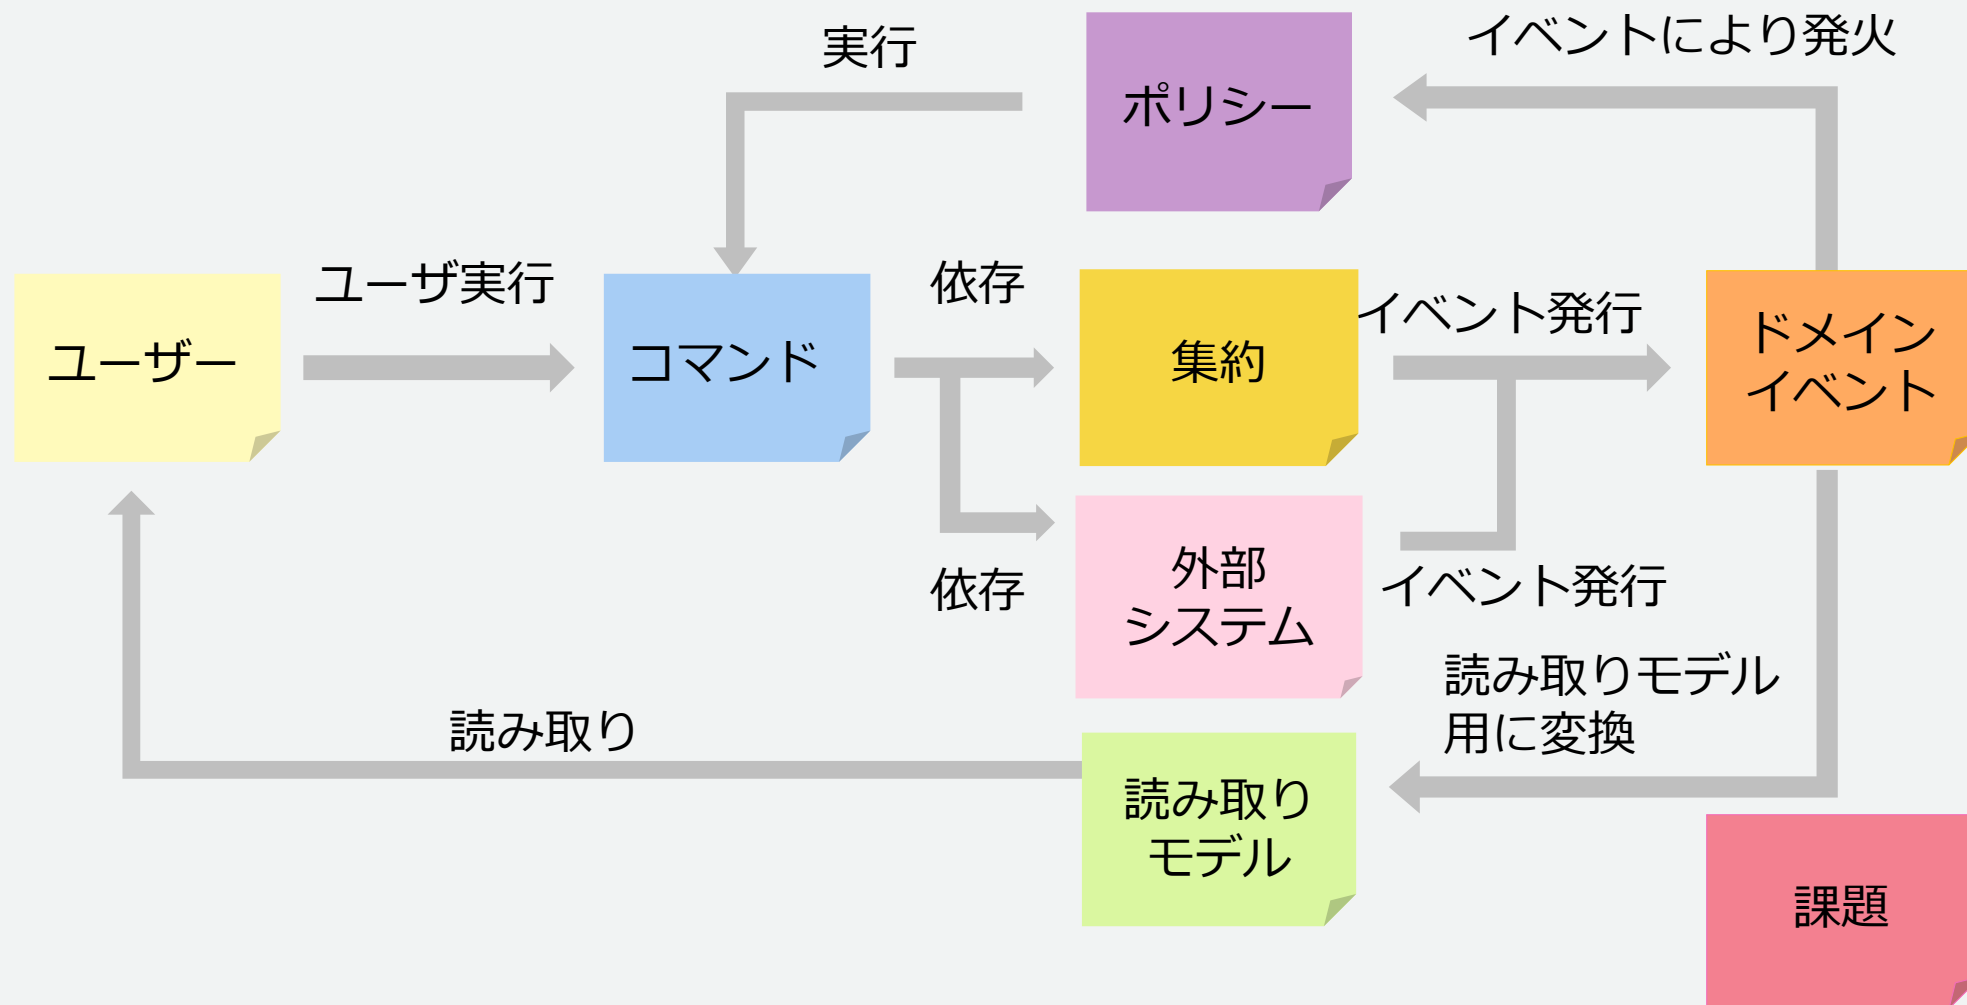 実行
ポリシー
イベントにより発火
ユーザー
ユーザ実行
コマンド
依存
集約
イベント発行
ドメイン
イベント
依存
外部
システム
イベント発行
読み取りモデル
用に変換
読み取り
読み取り
モデル
課題